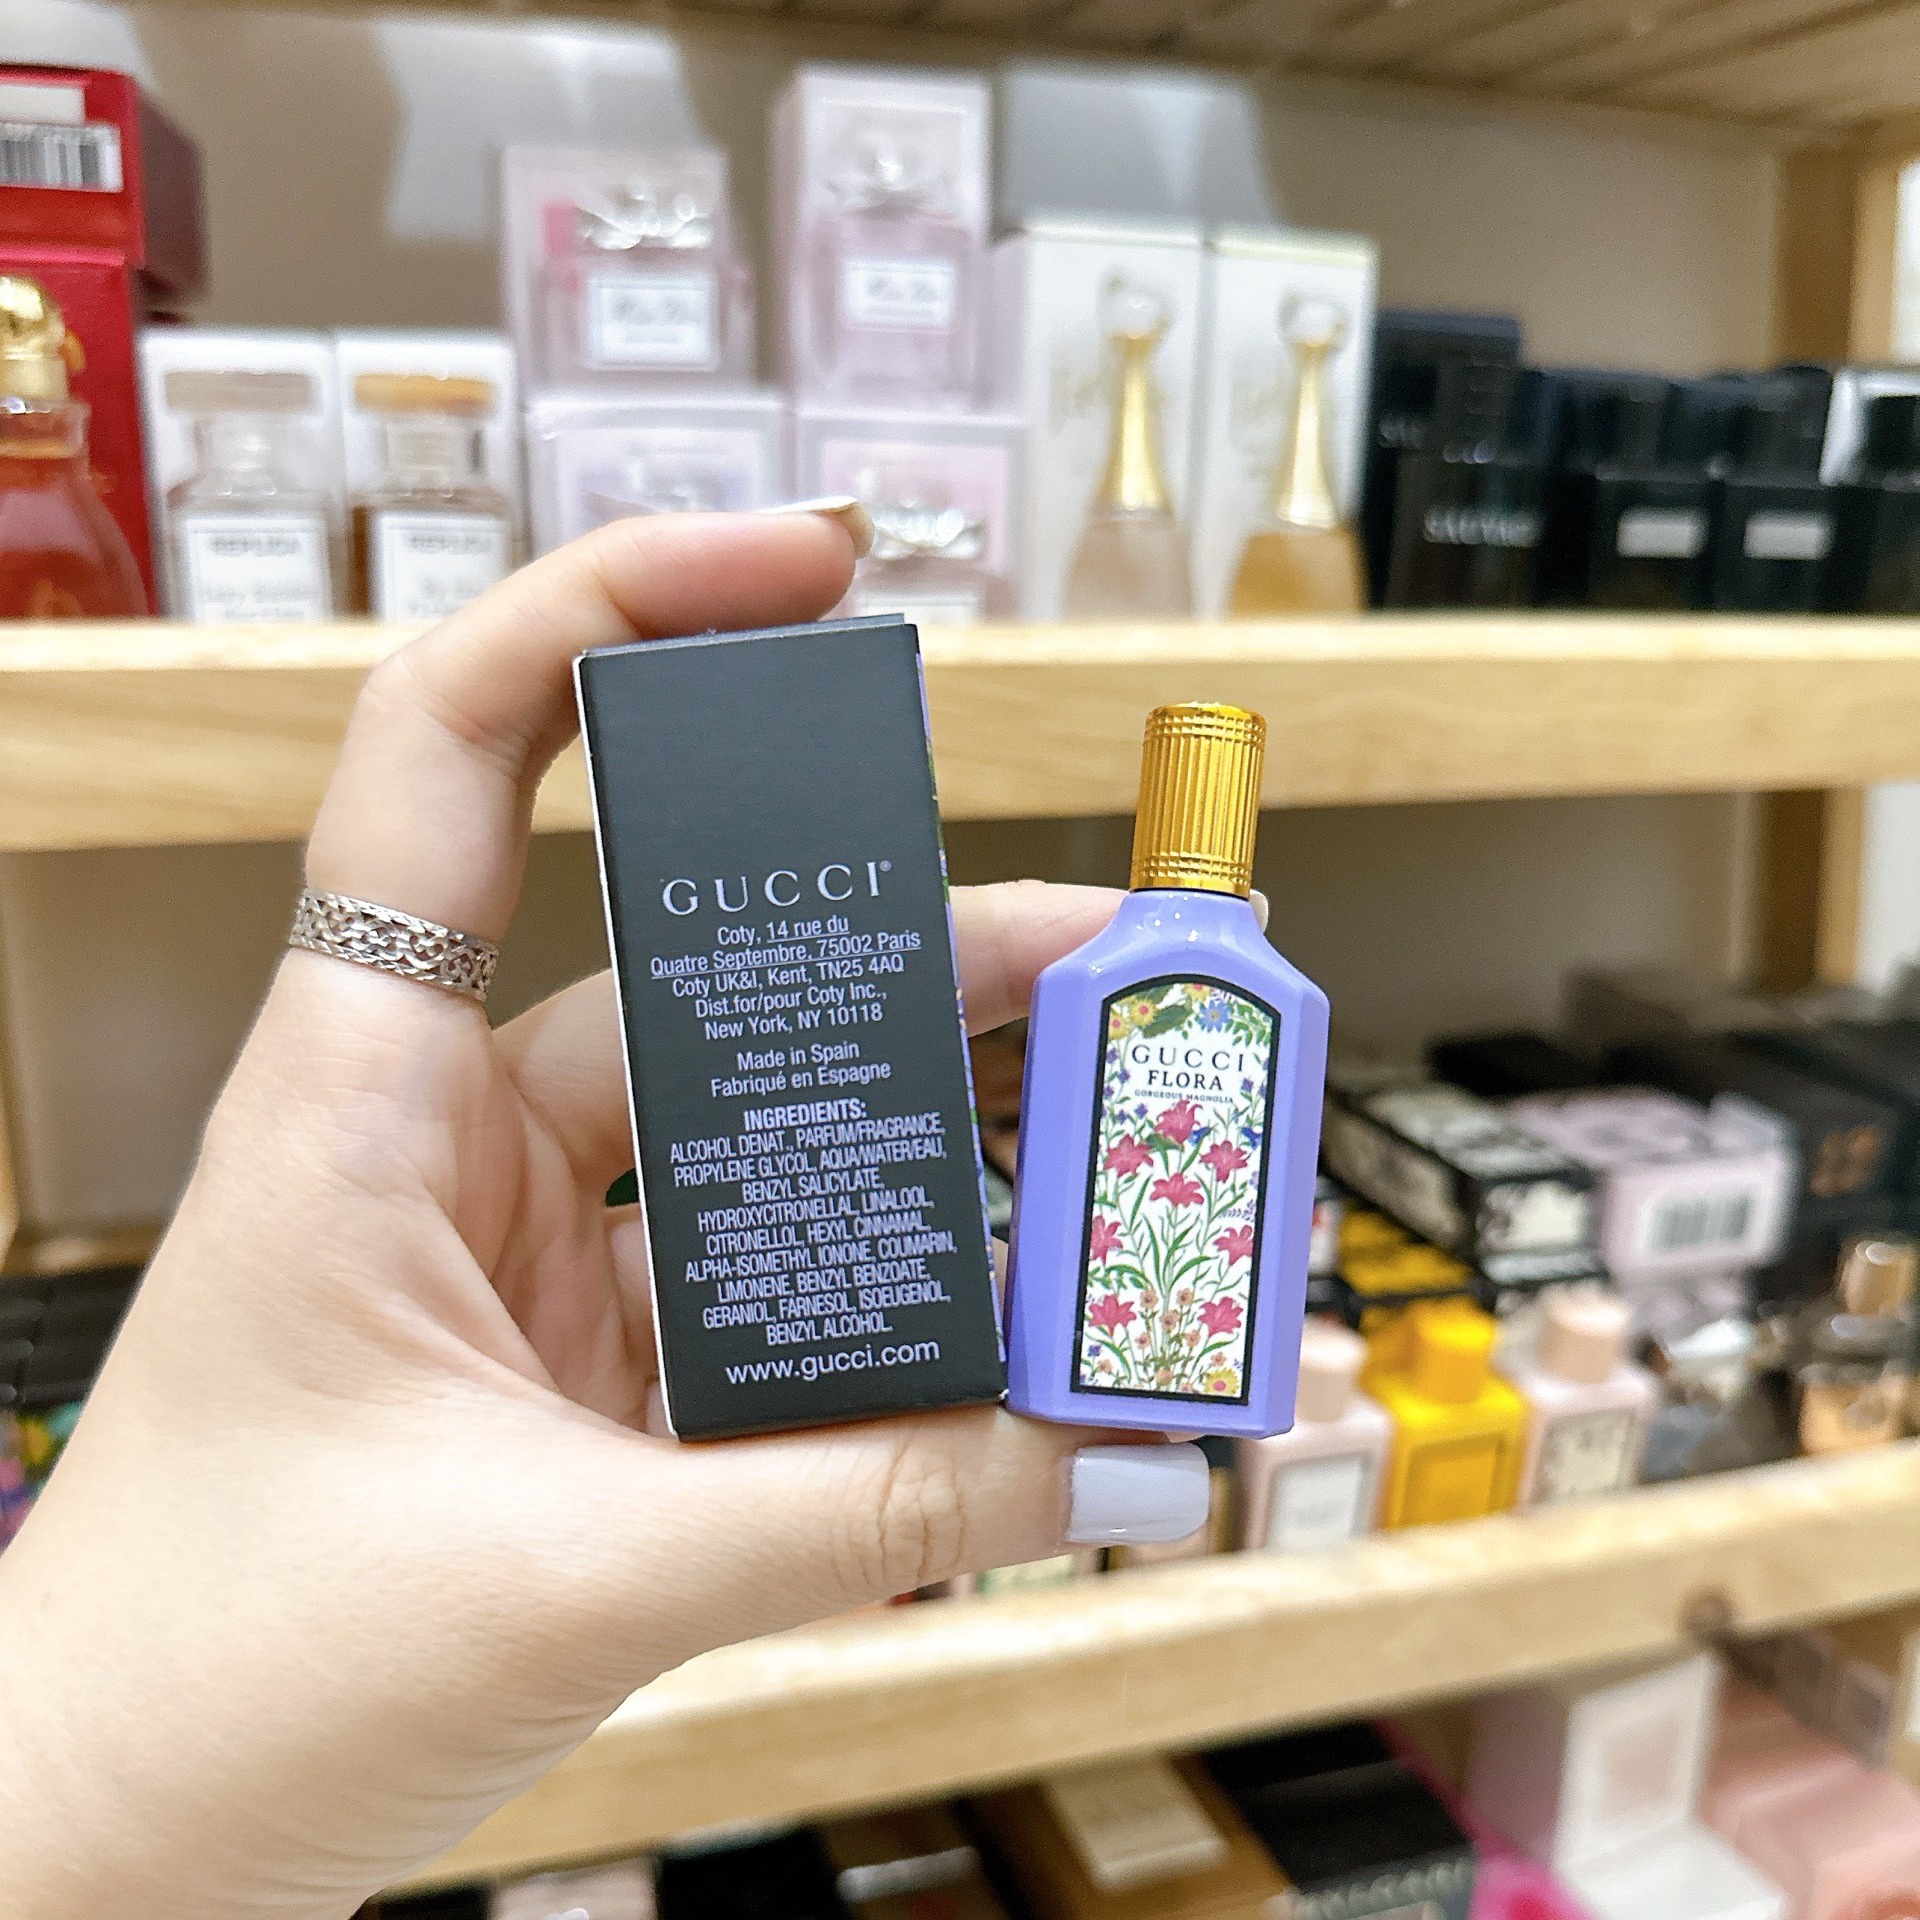 REPLICA
REPLICA
SAUVAGE
GUCCI®
Coty, 14 rue du
Quatre Septembre, 75002 Paris
Coty UK&I, Kent, TN25 4AQ
Dist.for/pour Coty Inc.,
New York, NY 10118
Made in Spain
Fabriqué en Espagne
INGREDIENTS:
ALCOHOL DENAT., PARFUM/FRAGRANCE,
PROPYLENE GLYCOL, AQUA/WATER/EAU,
BENZYL SALICYLATE,
HYDROXYCITRONELLAL, LINALOOL,
CITRONELLOL, HEXYL CINNAMAL,
ALPHA-ISOMETHYL IONONE, COUMARIN,
LIMONENE, BENZYL BENZOATE,
GERANIOL, FARNESOL, ISOEUGENOL,
BENZYL ALCOHOL.
www.gucci.com
GUCCI
FLORA
GORGEOUS MAGNOLIA